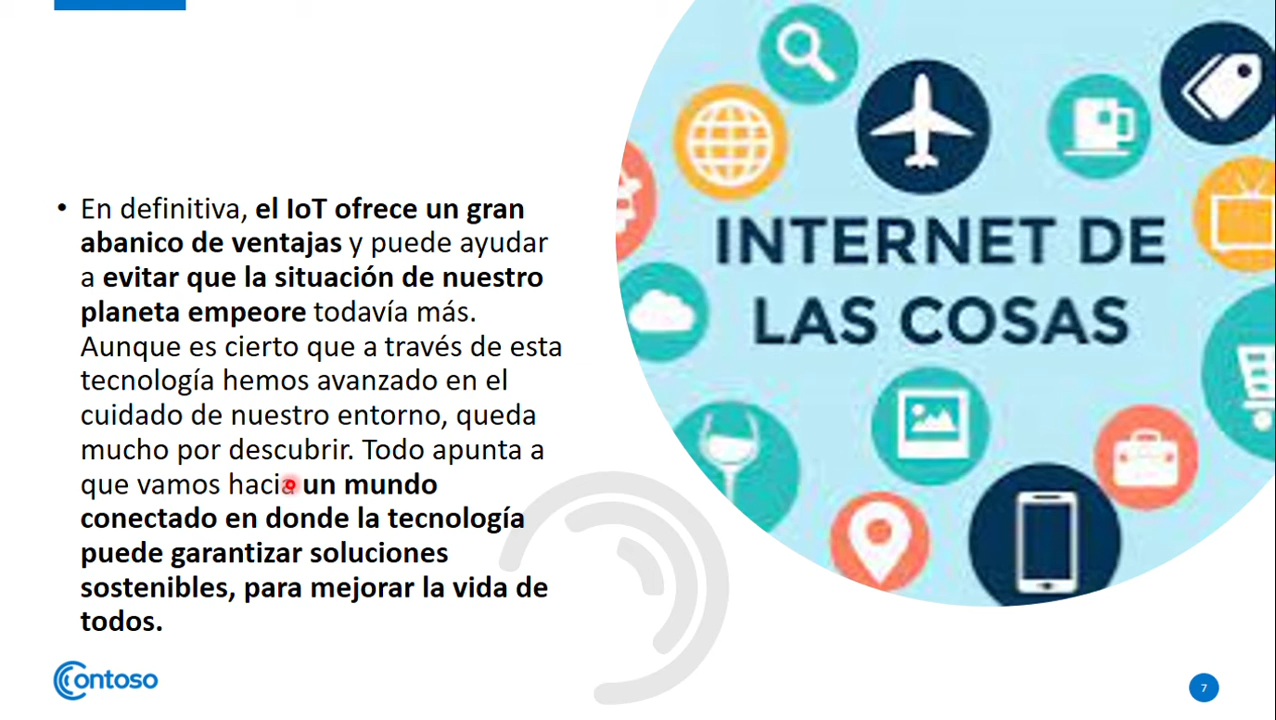 • En definitiva, el IoT ofrece un gran
abanico de ventajas y puede ayudar
a evitar que la situación de nuestro
planeta empeore todavía más.
Aunque es cierto que a través de esta
tecnología hemos avanzado en el
cuidado de nuestro entorno, queda
mucho por descubrir. Todo apunta a
que vamos hacia un mundo
conectado en donde la tecnología
puede garantizar soluciones
sostenibles, para mejorar la vida de
todos.
INTERNET DE
LAS COSAS
Contoso
7